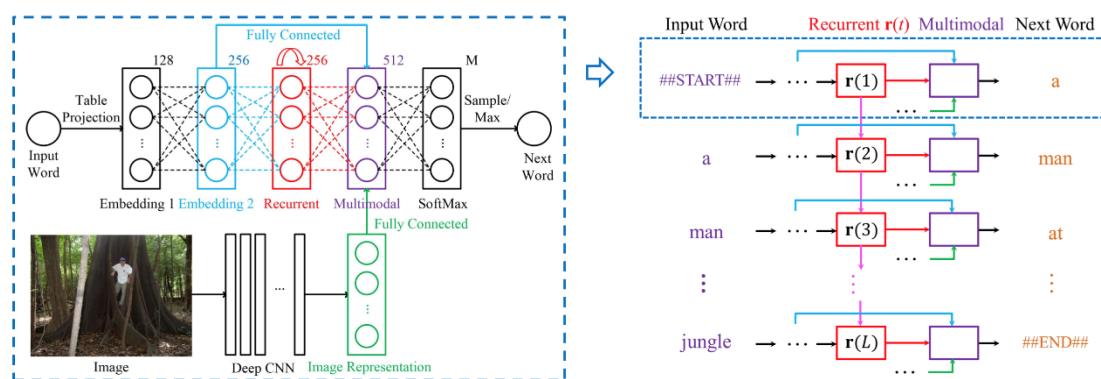 Fully Connected
128
256
256
512
M
Table
Projection
Sample/
Max
Input
Word
Next
Word
Embedding 1
Embedding 2
Recurrent
Multimodal
SoftMax
Fully Connected
...
Image
Deep CNN
Image Representation
Input Word
Recurrent r(t)
Multimodal
Next Word
##START##
...
r(1)
...
a
a
...
r(2)
...
man
man
...
r(3)
...
at
jungle
...
r(L)
...
##END##